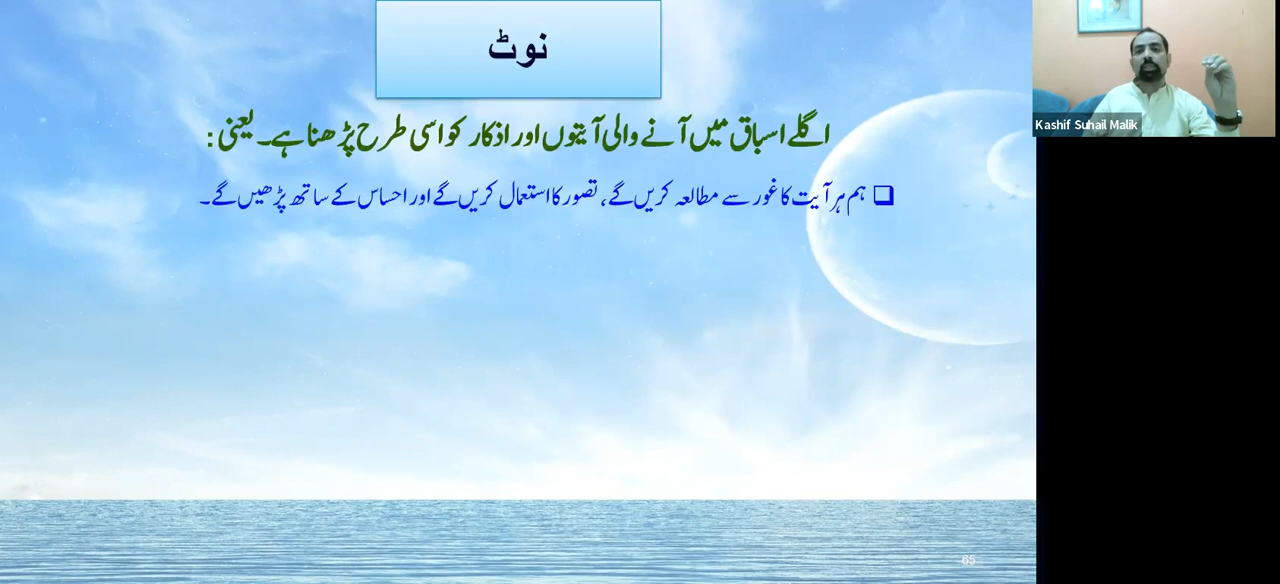 نوٹ
اگلے اسباق میں آنے والی آیتوں اور اذکار کو اسی طرح پڑھنا ہے۔ یعنی :
ہم ہر آیت کا غور سے مطالعہ کریں گے، تصور کا استعمال کریں گے اور احساس کے ساتھ پڑھیں گے۔
Kashif Suhail Malik
65